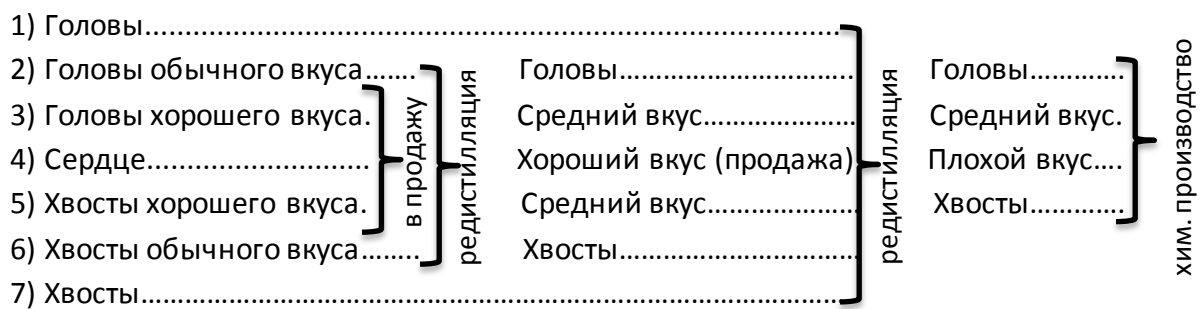 1) Головы......................................................................................
2) Головы обычного вкуса....... Головы............................. Головы............
3) Головы хорошего вкуса. Средний вкус................... Средний вкус.
4) Сердце............................ Хороший вкус (продажа) Плохой вкус....
5) Хвосты хорошего вкуса. Средний вкус................... Хвосты............
6) Хвосты обычного вкуса........ Хвосты.............................
7) Хвосты.......................................................................................
в продажу
редистилляция
редистилляция
хим. производство